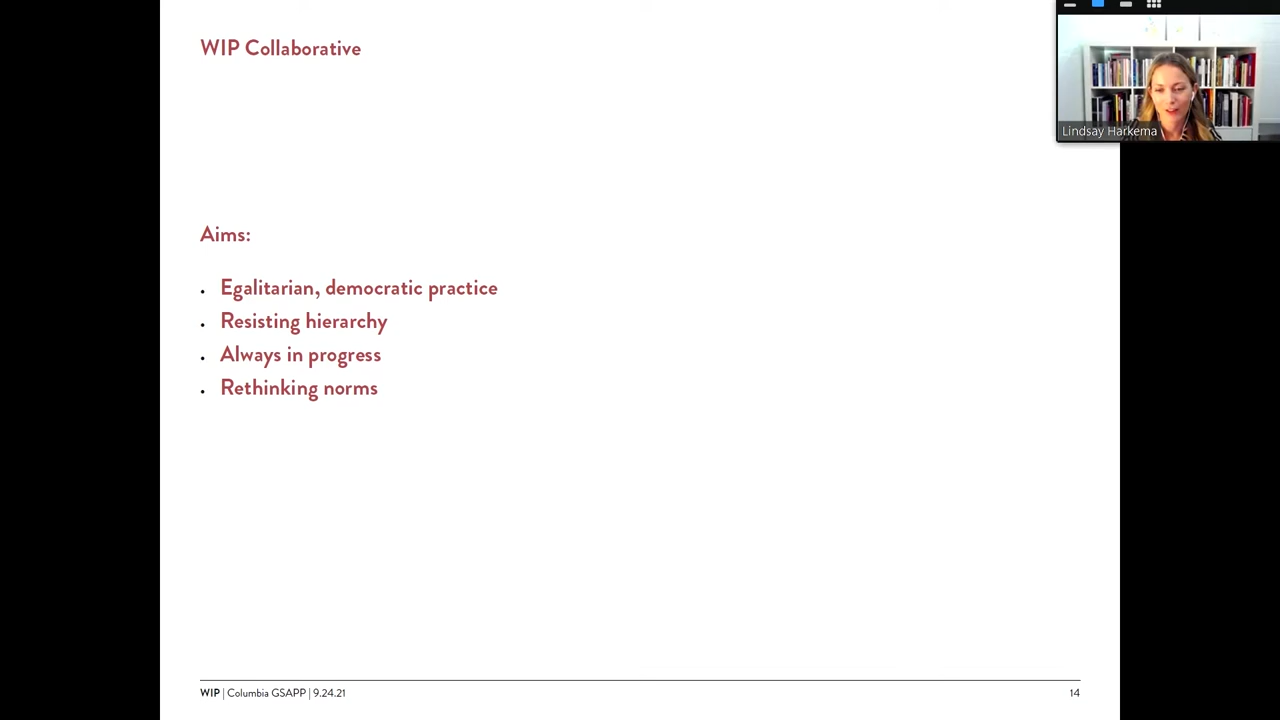 WIP Collaborative
Lindsay Harkema
Aims:
Egalitarian, democratic practice
Resisting hierarchy
Always in progress
Rethinking norms
WIP | Columbia GSAPP | 9.24.21
14